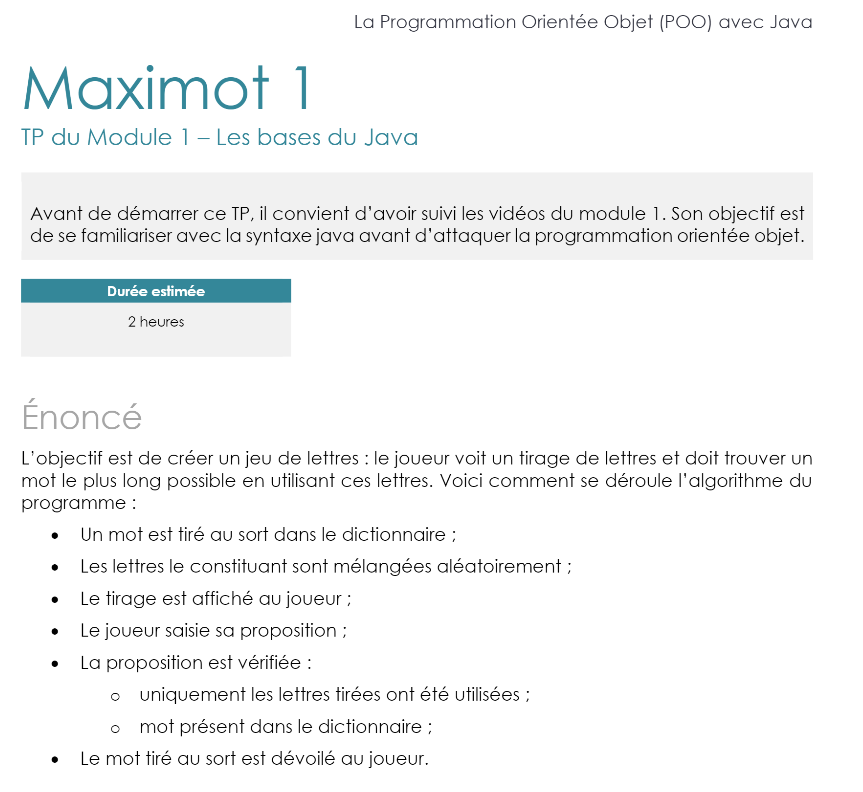 La Programmation Orientée Objet (POO) avec Java
Maximot 1
TP du Module 1 – Les bases du Java
Avant de démarrer ce TP, il convient d'avoir suivi les vidéos du module 1. Son objectif est
de se familiariser avec la syntaxe java avant d'attaquer la programmation orientée objet.
Durée estimée
2 heures
Énoncé
L'objectif est de créer un jeu de lettres : le joueur voit un tirage de lettres et doit trouver un
mot le plus long possible en utilisant ces lettres. Voici comment se déroule l'algorithme du
programme :
• Un mot est tiré au sort dans le dictionnaire ;
• Les lettres le constituant sont mélangées aléatoirement ;
• Le tirage est affiché au joueur ;
• Le joueur saisie sa proposition ;
• La proposition est vérifiée :
o uniquement les lettres tirées ont été utilisées ;
o mot présent dans le dictionnaire ;
• Le mot tiré au sort est dévoilé au joueur.